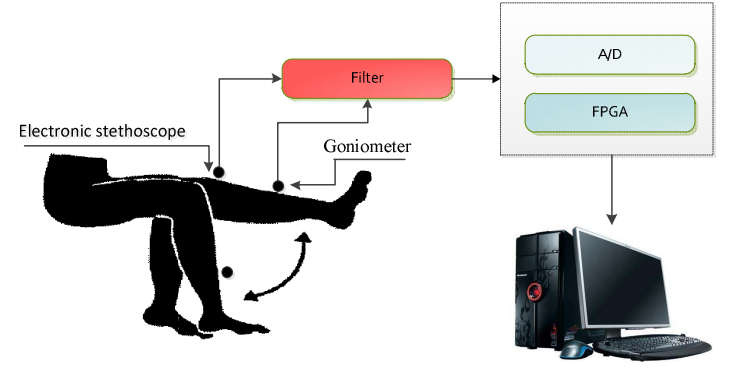 Filter
A/D
FPGA
Electronic stethoscope
Goniometer